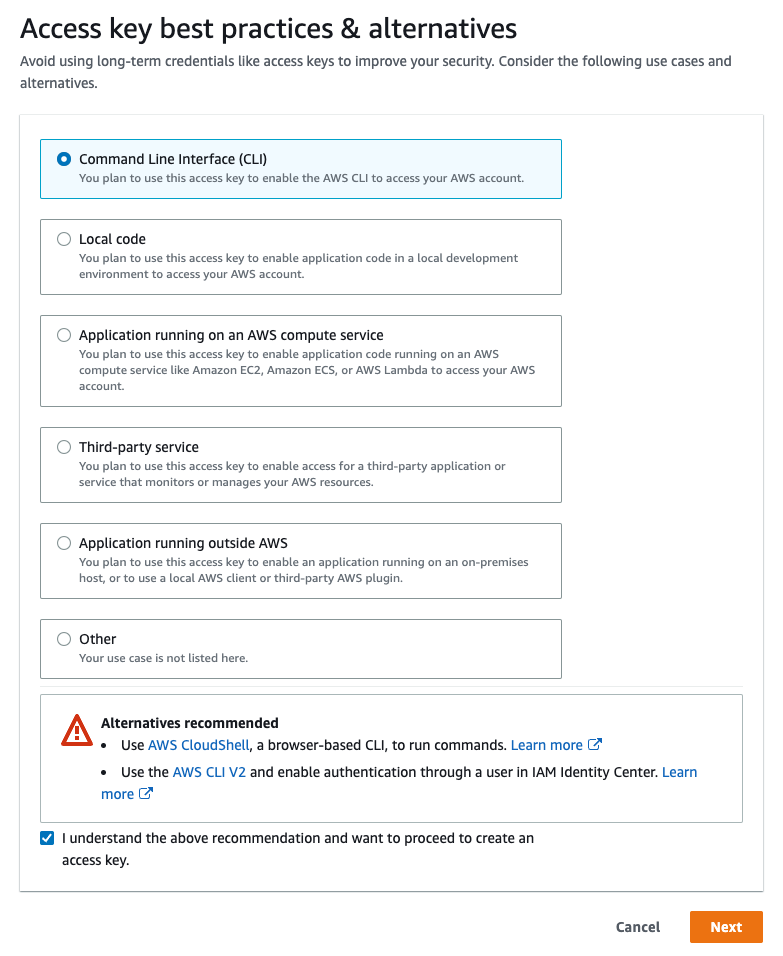 Access key best practices & alternatives
Avoid using long-term credentials like access keys to improve your security. Consider the following use cases and
alternatives.
Command Line Interface (CLI)
You plan to use this access key to enable the AWS CLI to access your AWS account.
Local code
You plan to use this access key to enable application code in a local development
environment to access your AWS account.
Application running on an AWS compute service
You plan to use this access key to enable application code running on an AWS
compute service like Amazon EC2, Amazon ECS, or AWS Lambda to access your AWS
account.
Third-party service
You plan to use this access key to enable access for a third-party application or
service that monitors or manages your AWS resources.
Application running outside AWS
You plan to use this access key to enable an application running on an on-premises
host, or to use a local AWS client or third-party AWS plugin.
Other
Your use case is not listed here.
Alternatives recommended
• Use AWS CloudShell, a browser-based CLI, to run commands. Learn more
• Use the AWS CLI V2 and enable authentication through a user in IAM Identity Center. Learn
more
I understand the above recommendation and want to proceed to create an
access key.
Cancel
Next